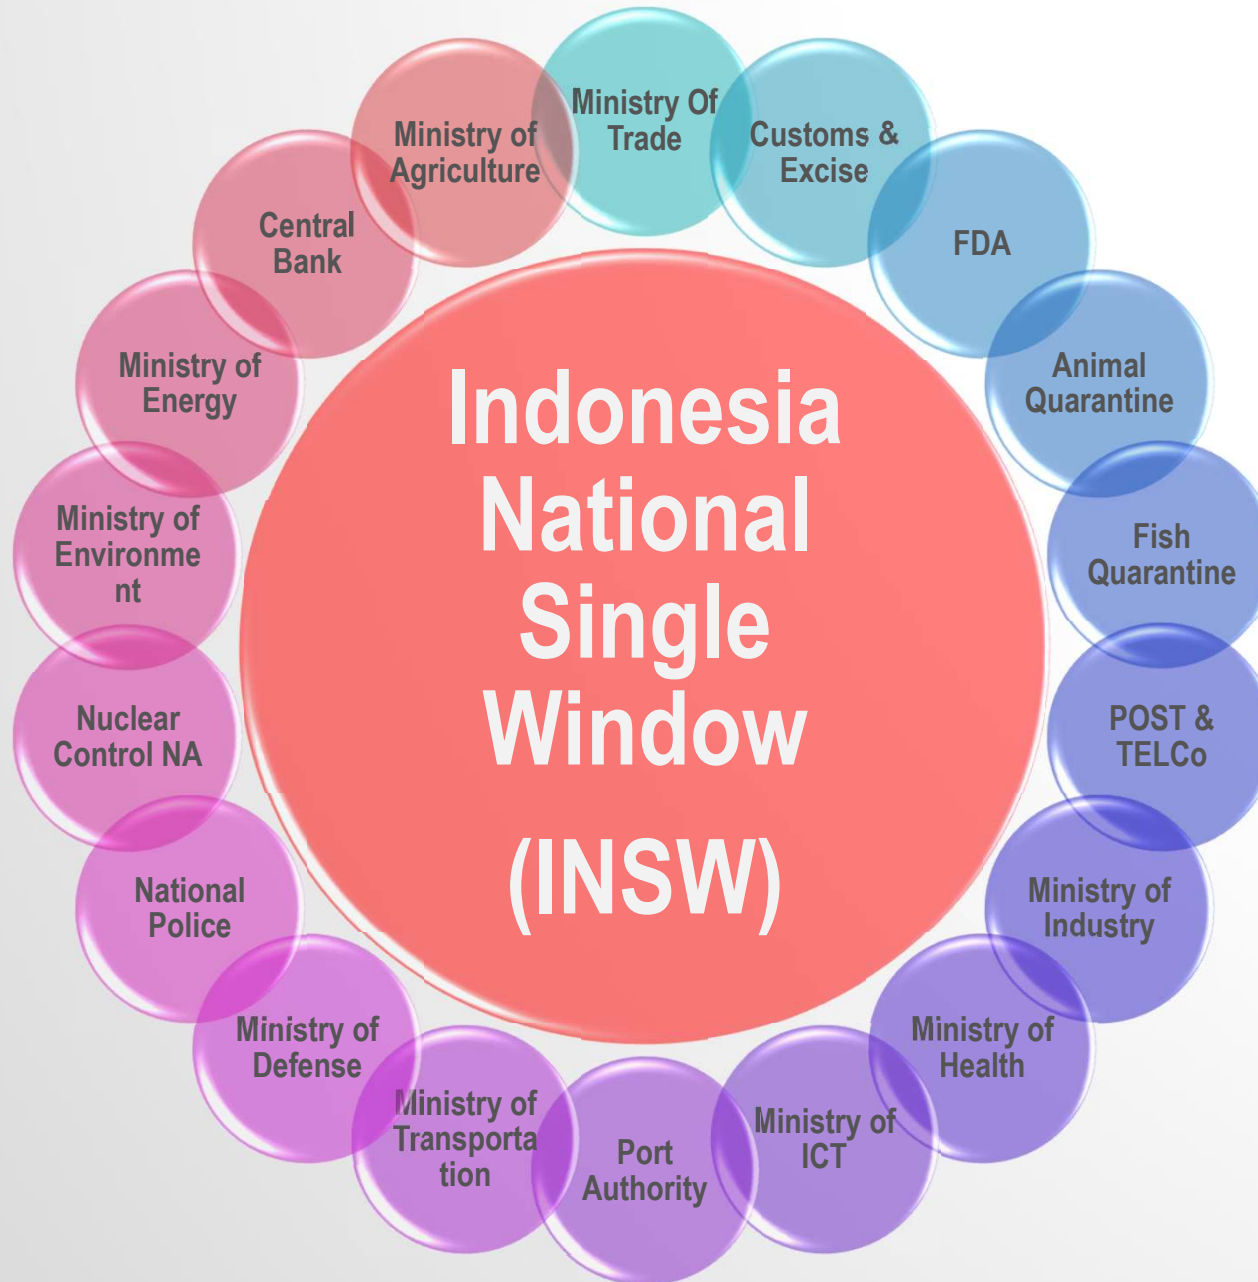 Ministry Of
Trade
Customs &
Excise
FDA
Animal
Quarantine
Fish
Quarantine
POST &
TELCo
Ministry of
Industry
Ministry of
Health
Ministry of
ICT
Port
Authority
Ministry of
Transporta
tion
Ministry of
Defense
National
Police
Nuclear
Control NA
Ministry of
Environme
nt
Ministry of
Energy
Central
Bank
Ministry of
Agriculture
Indonesia
National
Single
Window
(INSW)